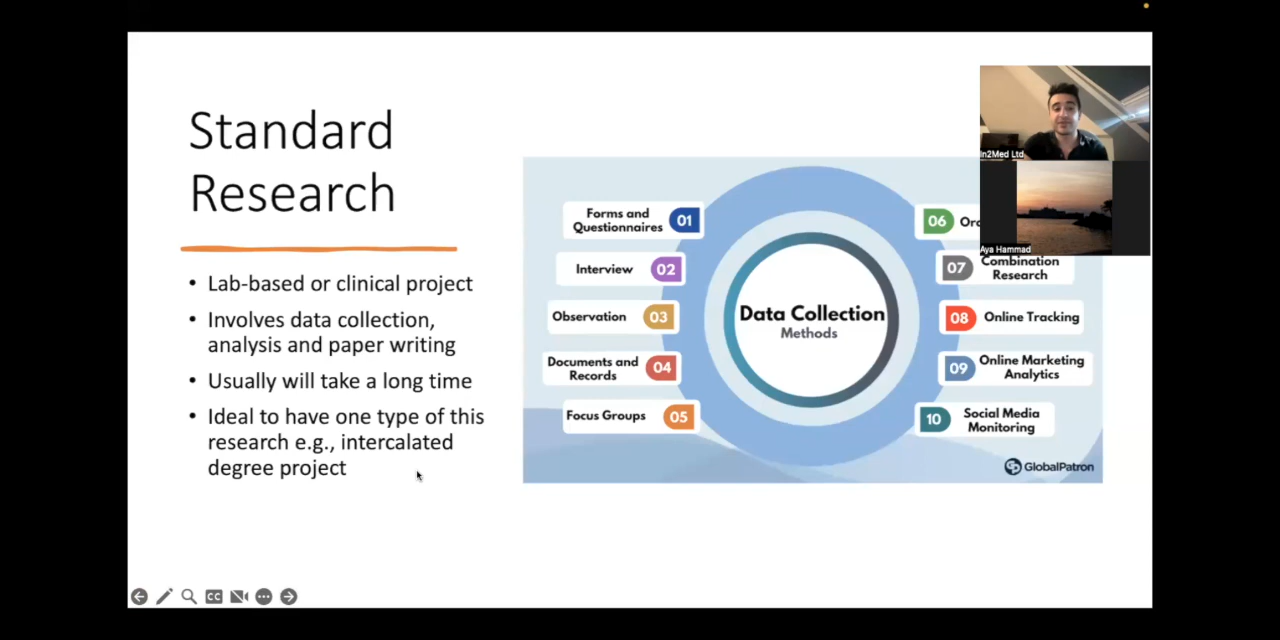 Standard
Research
• Lab-based or clinical project
• Involves data collection,
analysis and paper writing
• Usually will take a long time
• Ideal to have one type of this
research e.g., intercalated
degree project
Forms and
Questionnaires 01
Interview 02
Observation 03
Documents and
Records 04
Focus Groups 05
Data Collection
Methods
06
07 Combination
Research
08 Online Tracking
09 Online Marketing
Analytics
10 Social Media
Monitoring
GlobalPatron
In2Med Ltd
Aya Hammad
CC